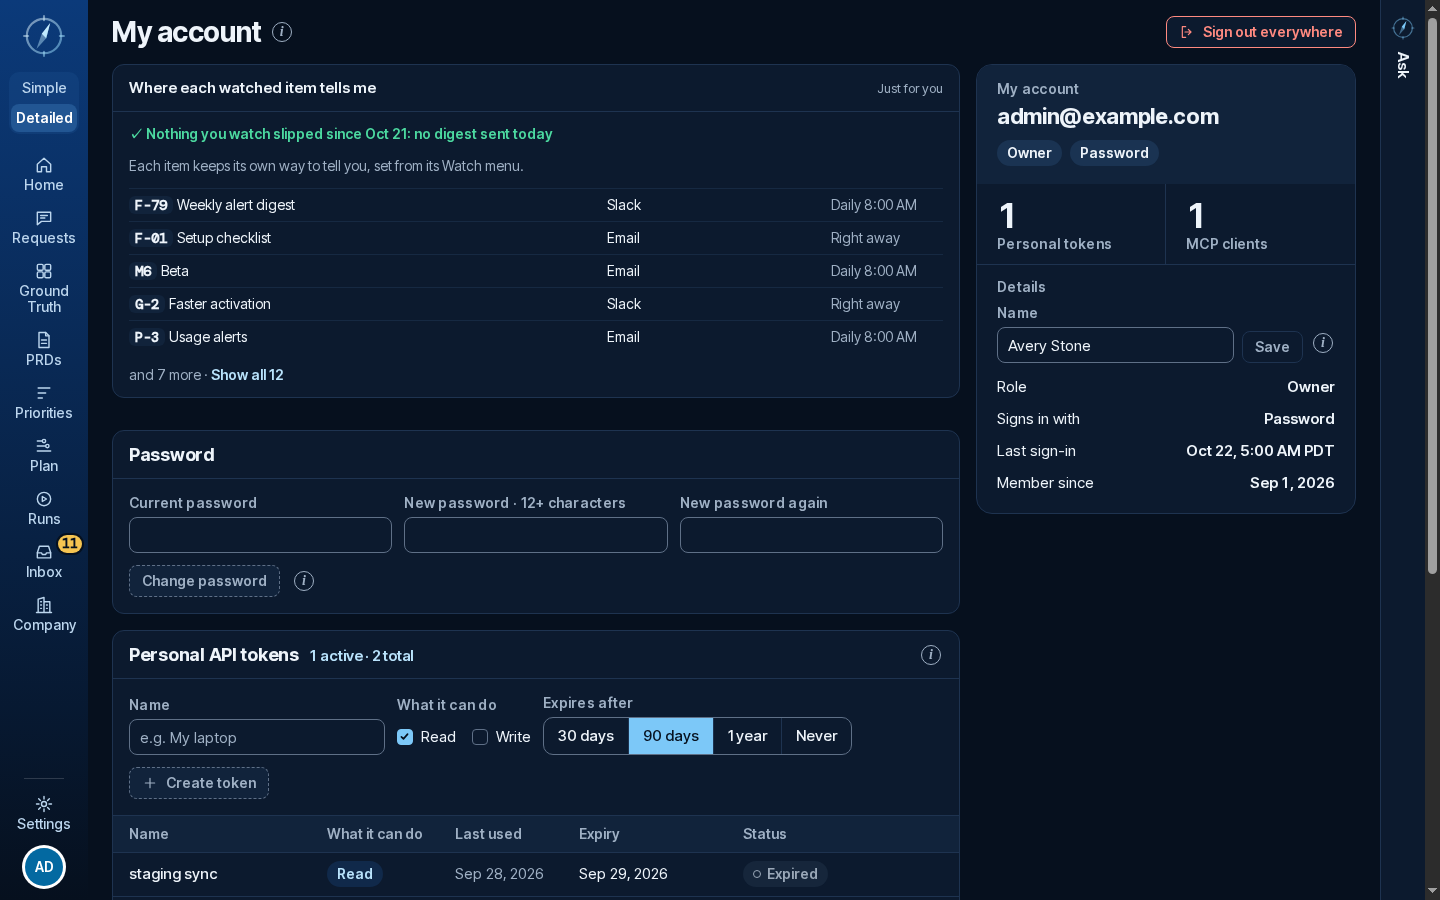 Simple
Detailed
Home
Requests
Ground
Truth
PRDs
Priorities
Plan
Runs
11
Inbox
Company
Settings
AD
My account
i
Sign out everywhere
Where each watched item tells me
Just for you
✓ Nothing you watch slipped since Oct 21: no digest sent today
Each item keeps its own way to tell you, set from its Watch menu.
F-79 Weekly alert digest Slack Daily 8:00 AM
F-01 Setup checklist Email Right away
M6 Beta Email Daily 8:00 AM
G-2 Faster activation Slack Right away
P-3 Usage alerts Email Daily 8:00 AM
and 7 more · Show all 12
Password
Current password
New password · 12+ characters
New password again
Change password
i
Personal API tokens 1 active · 2 total
i
Name
What it can do
Expires after
e.g. My laptop
Read
Write
30 days
90 days
1 year
Never
+ Create token
Name What it can do Last used Expiry Status
staging sync Read Sep 28, 2026 Sep 29, 2026 Expired
My account
admin@example.com
Owner
Password
1
Personal tokens
1
MCP clients
Details
Name
Avery Stone
Save
i
Role Owner
Signs in with Password
Last sign-in Oct 22, 5:00 AM PDT
Member since Sep 1, 2026
Ask